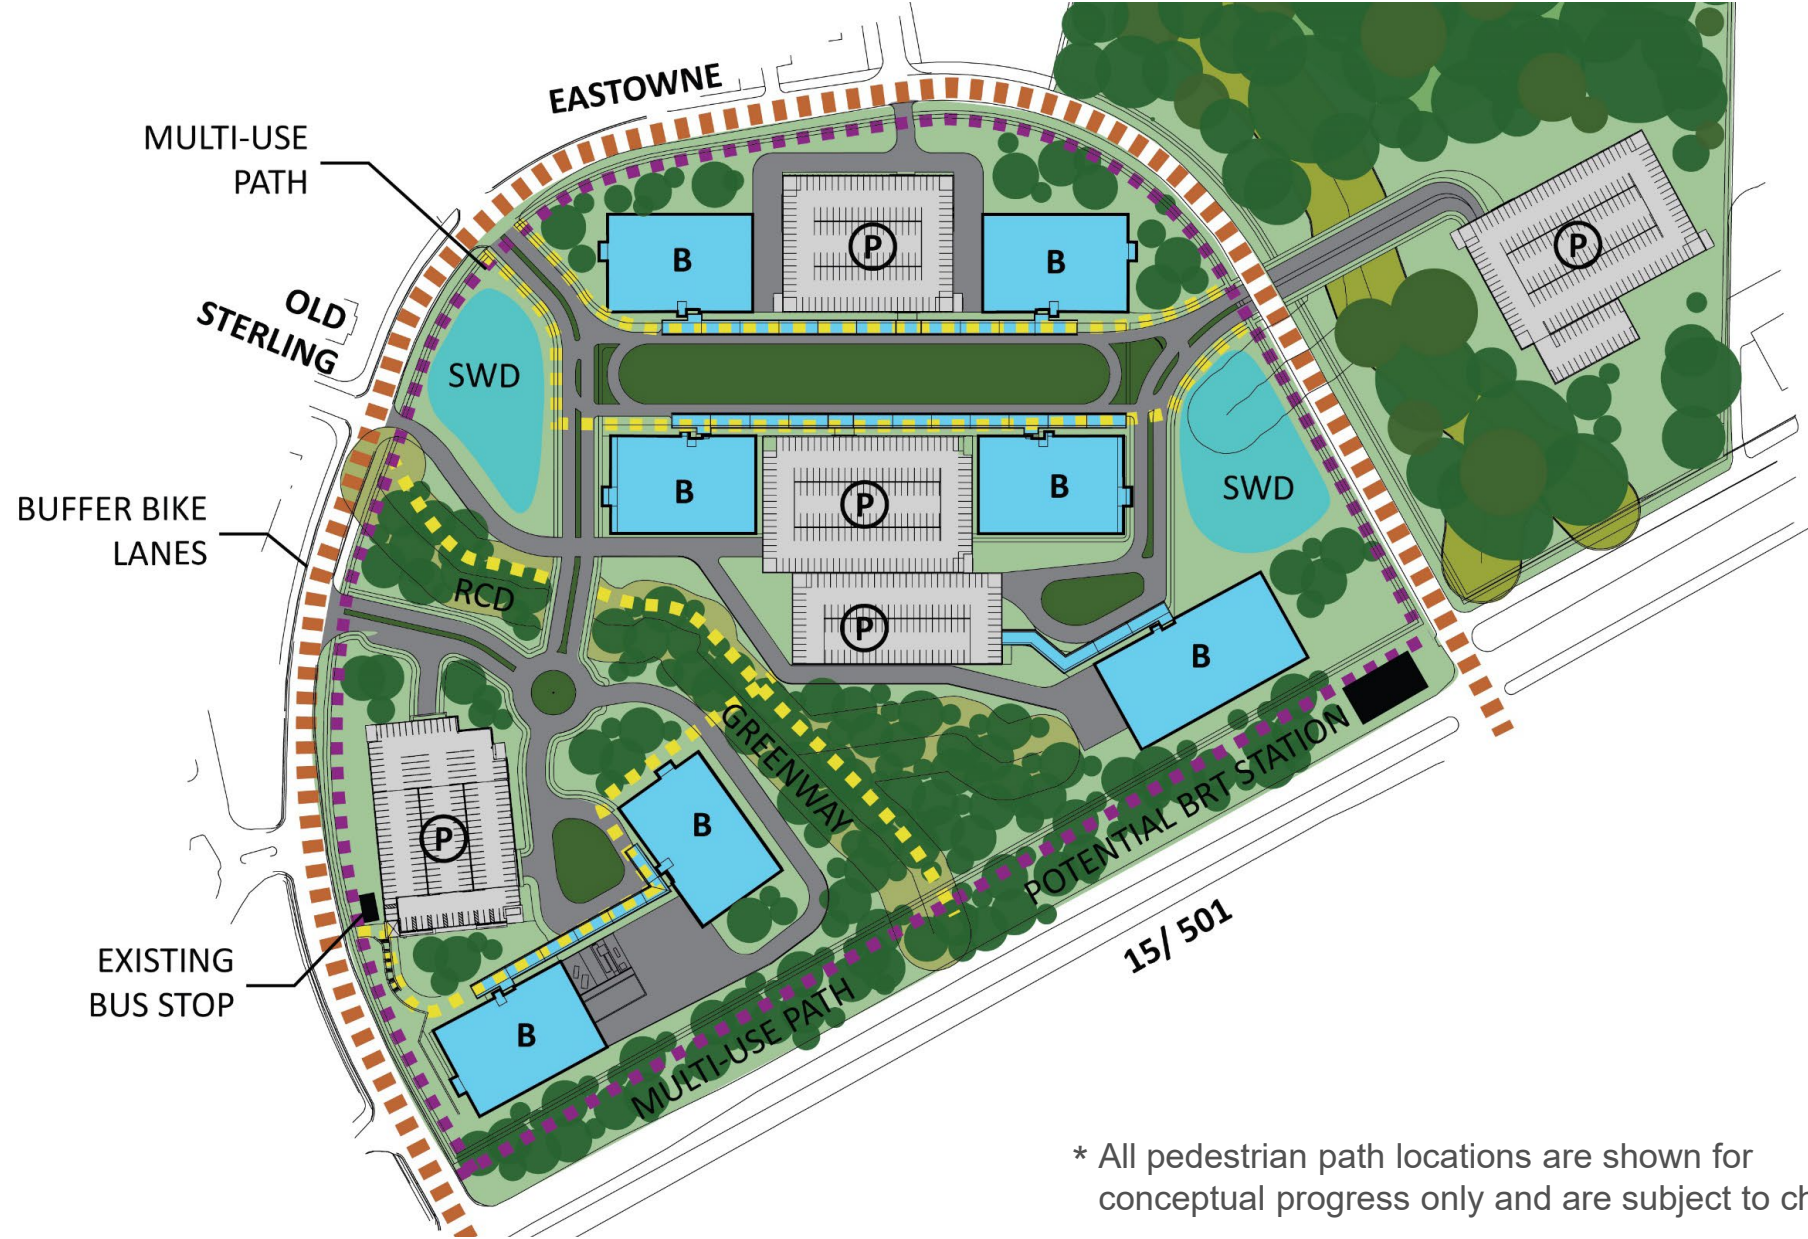 EASTOWNE
MULTI-USE
PATH
OLD
STERLING
B
P
B
P
SWD
B
P
B
SWD
BUFFER BIKE
LANES
RCD
P
B
GREENWAY
POTENTIAL BRT STATION
P
B
15/ 501
EXISTING
BUS STOP
B
MULTI-USE PATH
* All pedestrian path locations are shown for
conceptual progress only and are subject to ch